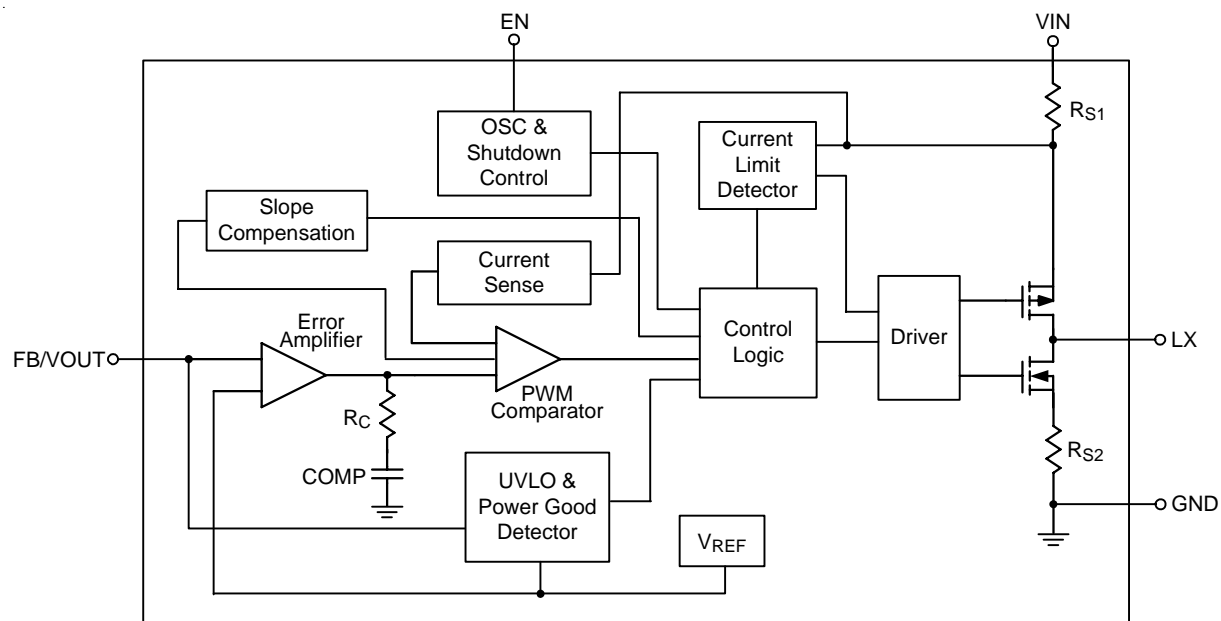 EN
VIN
OSC &
Shutdown
Control
Current
Limit
Detector
RS1
Slope
Compensation
Current
Sense
Error
Amplifier
FB/VOUT
PWM
Comparator
Control
Logic
Driver
LX
RC
COMP
UVLO &
Power Good
Detector
VREF
RS2
GND